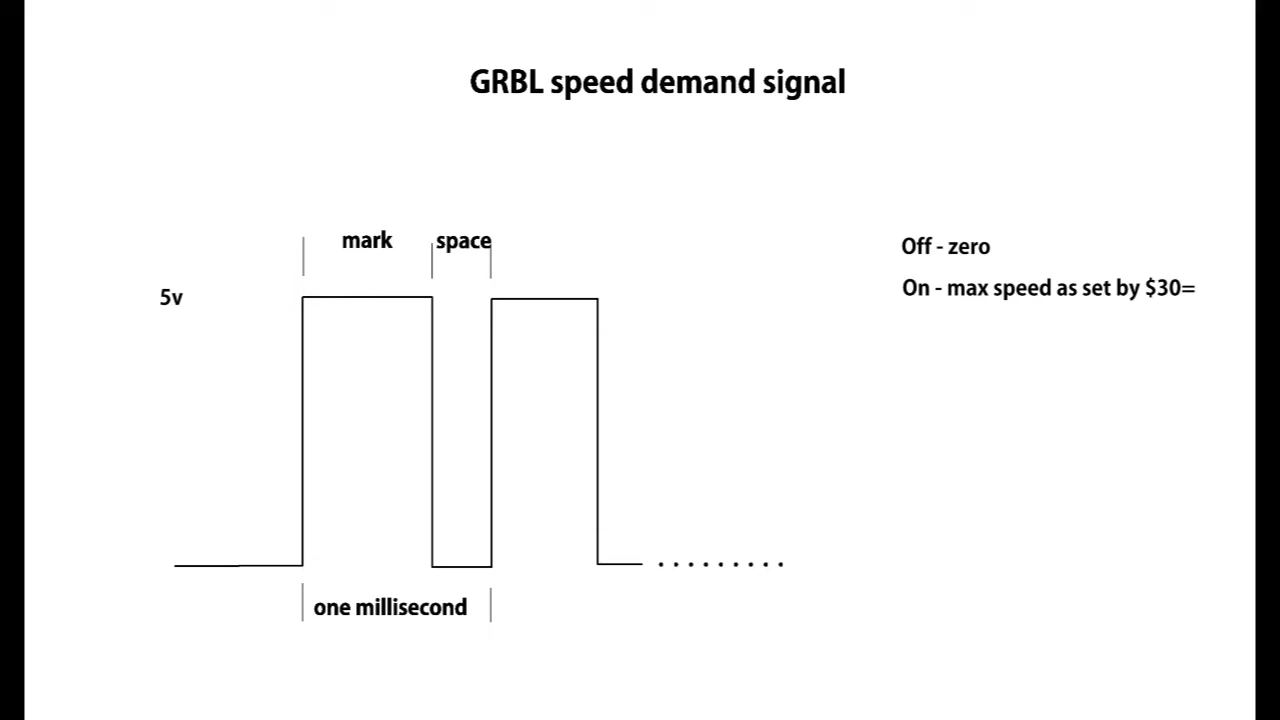 GRBL speed demand signal
mark
space
5v
Off - zero
On - max speed as set by $30=
one millisecond